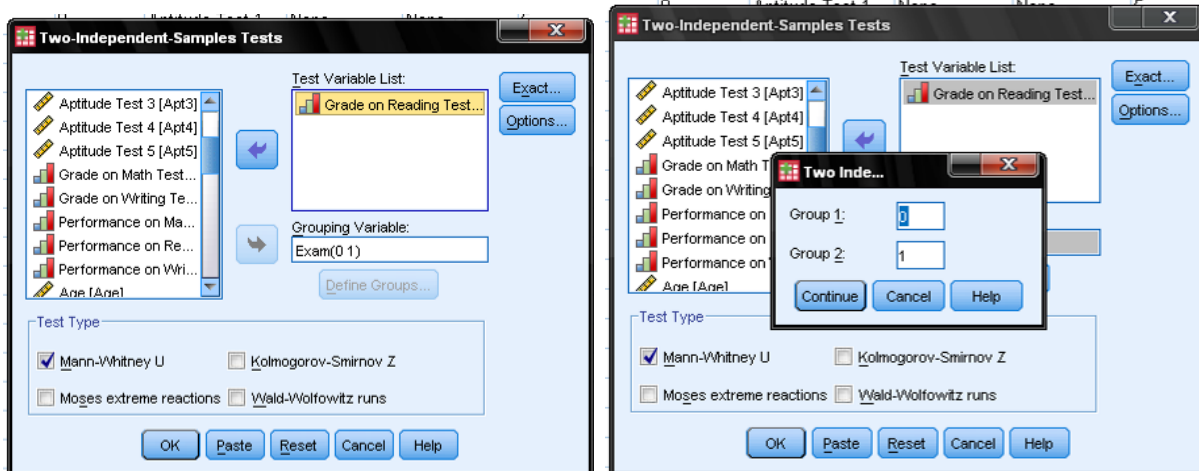 Two-Independent-Samples Tests
Test Variable List:
Aptitude Test 3 [Apt3]
Aptitude Test 4 [Apt4]
Aptitude Test 5 [Apt5]
Grade on Math Test...
Grade on Writing Te...
Performance on Ma...
Performance on Re...
Performance on Wri...
Age [Age]
Grade on Reading Test...
Exact...
Options...
Grouping Variable:
Exam(0 1)
Define Groups...
Test Type
Mann-Whitney U
Kolmogorov-Smirnov Z
Moses extreme reactions
Wald-Wolfowitz runs
OK Paste Reset Cancel Help
Two-Independent-Samples Tests
Test Variable List:
Aptitude Test 3 [Apt3]
Aptitude Test 4 [Apt4]
Aptitude Test 5 [Apt5]
Grade on Math T
Grade on Writing
Performance on
Performance on
Performance on
Age [Age]
Grade on Reading Test...
Exact...
Options...
Two Inde...
Group 1: 0
Group 2: 1
Continue Cancel Help
Test Type
Mann-Whitney U
Kolmogorov-Smirnov Z
Moses extreme reactions
Wald-Wolfowitz runs
OK Paste Reset Cancel Help